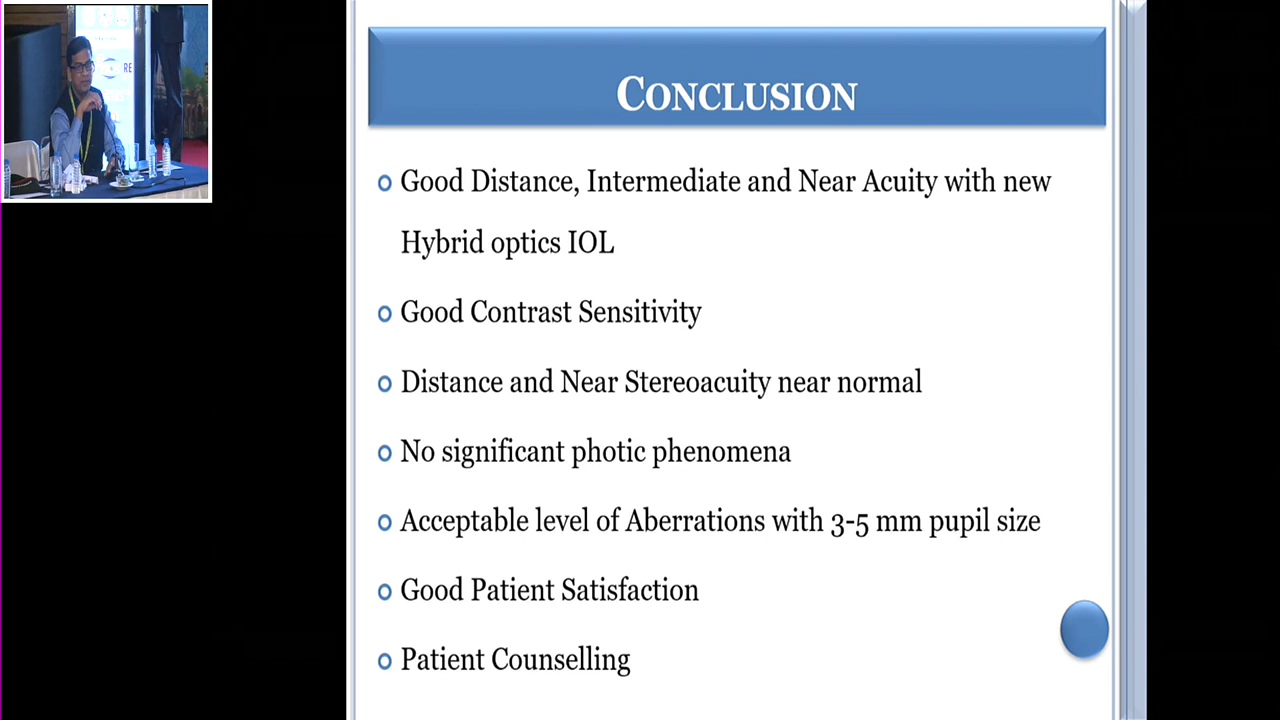 RE
CONCLUSION
Good Distance, Intermediate and Near Acuity with new
Hybrid optics IOL
Good Contrast Sensitivity
Distance and Near Stereoacuity near normal
No significant photic phenomena
Acceptable level of Aberrations with 3-5 mm pupil size
Good Patient Satisfaction
Patient Counselling